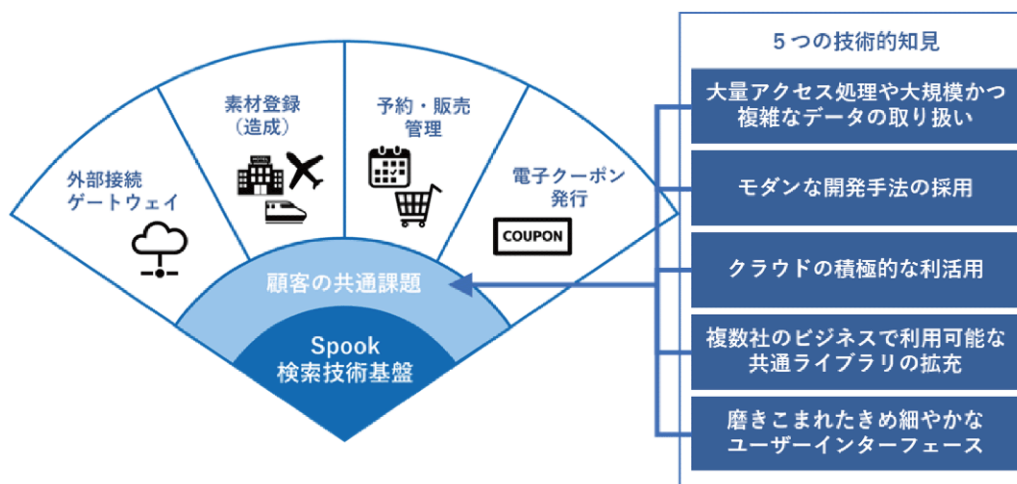 外部接続
ゲートウェイ
素材登録
（造成）
予約・販売
管理
電子クーポン
発行
COUPON
顧客の共通課題
Spook
検索技術基盤
5つの技術的知見
大量アクセス処理や大規模かつ
複雑なデータの取り扱い
モダンな開発手法の採用
クラウドの積極的な利活用
複数社のビジネスで利用可能な
共通ライブラリの拡充
磨きこまれたきめ細やかな
ユーザーインターフェース